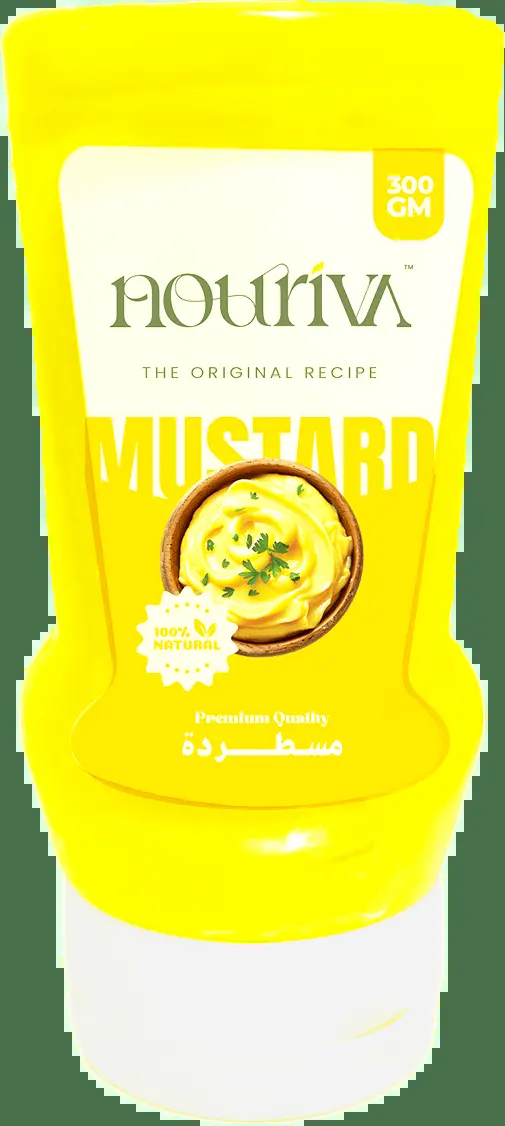 300
GM
nouriva™
THE ORIGINAL RECIPE
MUSTARD
100%
NATURAL
Premium Quality
مسطردة